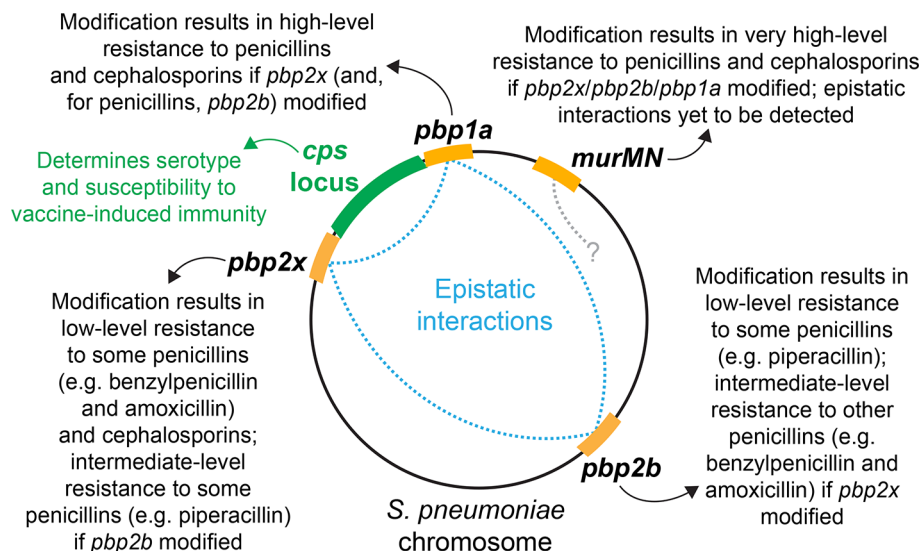 Modification results in high-level
resistance to penicillins
and cephalosporins if pbp2x (and,
for penicillins, pbp2b) modified
Modification results in very high-level
resistance to penicillins and cephalosporins
if pbp2x/pbp2b/pbp1a modified; epistatic
interactions yet to be detected
pbp1a
murMN
cps
locus
Determines serotype
and susceptibility to
vaccine-induced immunity
?
pbp2x
Epistatic
interactions
Modification results in
low-level resistance
to some penicillins
(e.g. benzylpenicillin
and amoxicillin)
and cephalosporins;
intermediate-level
resistance to some
penicillins (e.g. piperacillin)
if pbp2b modified
Modification results in
low-level resistance to
some penicillins
(e.g. piperacillin);
intermediate-level
resistance to other
penicillins (e.g.
benzylpenicillin and
amoxicillin) if pbp2x
modified
pbp2b
S. pneumoniae
chromosome